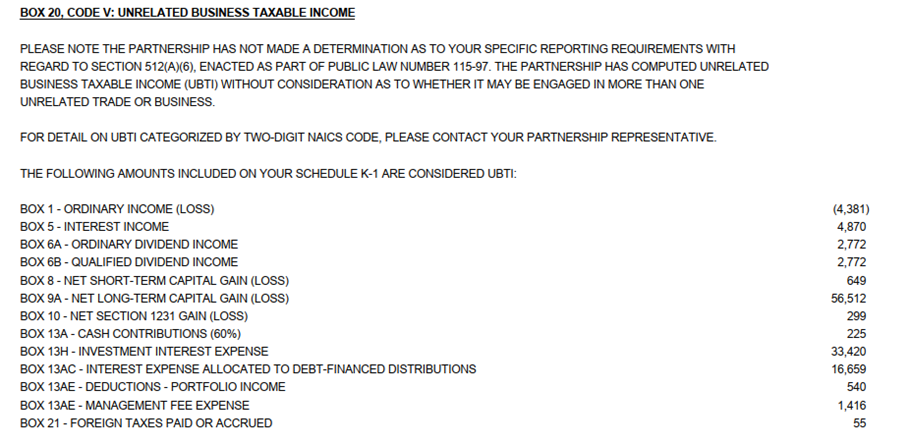 BOX 20, CODE V: UNRELATED BUSINESS TAXABLE INCOME
PLEASE NOTE THE PARTNERSHIP HAS NOT MADE A DETERMINATION AS TO YOUR SPECIFIC REPORTING REQUIREMENTS WITH
REGARD TO SECTION 512(A)(6), ENACTED AS PART OF PUBLIC LAW NUMBER 115-97. THE PARTNERSHIP HAS COMPUTED UNRELATED
BUSINESS TAXABLE INCOME (UBTI) WITHOUT CONSIDERATION AS TO WHETHER IT MAY BE ENGAGED IN MORE THAN ONE
UNRELATED TRADE OR BUSINESS.
FOR DETAIL ON UBTI CATEGORIZED BY TWO-DIGIT NAICS CODE, PLEASE CONTACT YOUR PARTNERSHIP REPRESENTATIVE.
THE FOLLOWING AMOUNTS INCLUDED ON YOUR SCHEDULE K-1 ARE CONSIDERED UBTI:
BOX 1 - ORDINARY INCOME (LOSS) (4,381)
BOX 5 - INTEREST INCOME 4,870
BOX 6A - ORDINARY DIVIDEND INCOME 2,772
BOX 6B - QUALIFIED DIVIDEND INCOME 2,772
BOX 8 - NET SHORT-TERM CAPITAL GAIN (LOSS) 649
BOX 9A - NET LONG-TERM CAPITAL GAIN (LOSS) 56,512
BOX 10 - NET SECTION 1231 GAIN (LOSS) 299
BOX 13A - CASH CONTRIBUTIONS (60%) 225
BOX 13H - INVESTMENT INTEREST EXPENSE 33,420
BOX 13AC - INTEREST EXPENSE ALLOCATED TO DEBT-FINANCED DISTRIBUTIONS 16,659
BOX 13AE - DEDUCTIONS - PORTFOLIO INCOME 540
BOX 13AE - MANAGEMENT FEE EXPENSE 1,416
BOX 21 - FOREIGN TAXES PAID OR ACCRUED 55